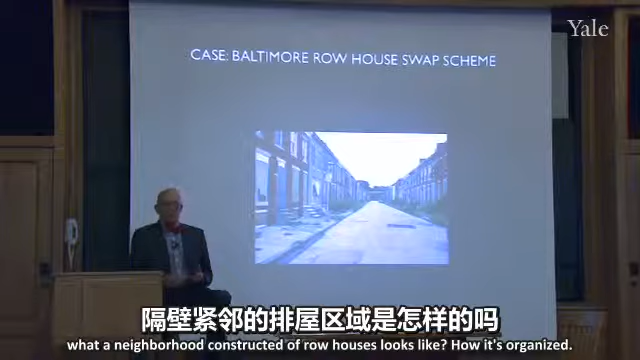 Yale
CASE: BALTIMORE ROW HOUSE SWAP SCHEME
隔壁紧邻的排屋区域是怎样的吗
what a neighborhood constructed of row houses looks like? How it's organized.